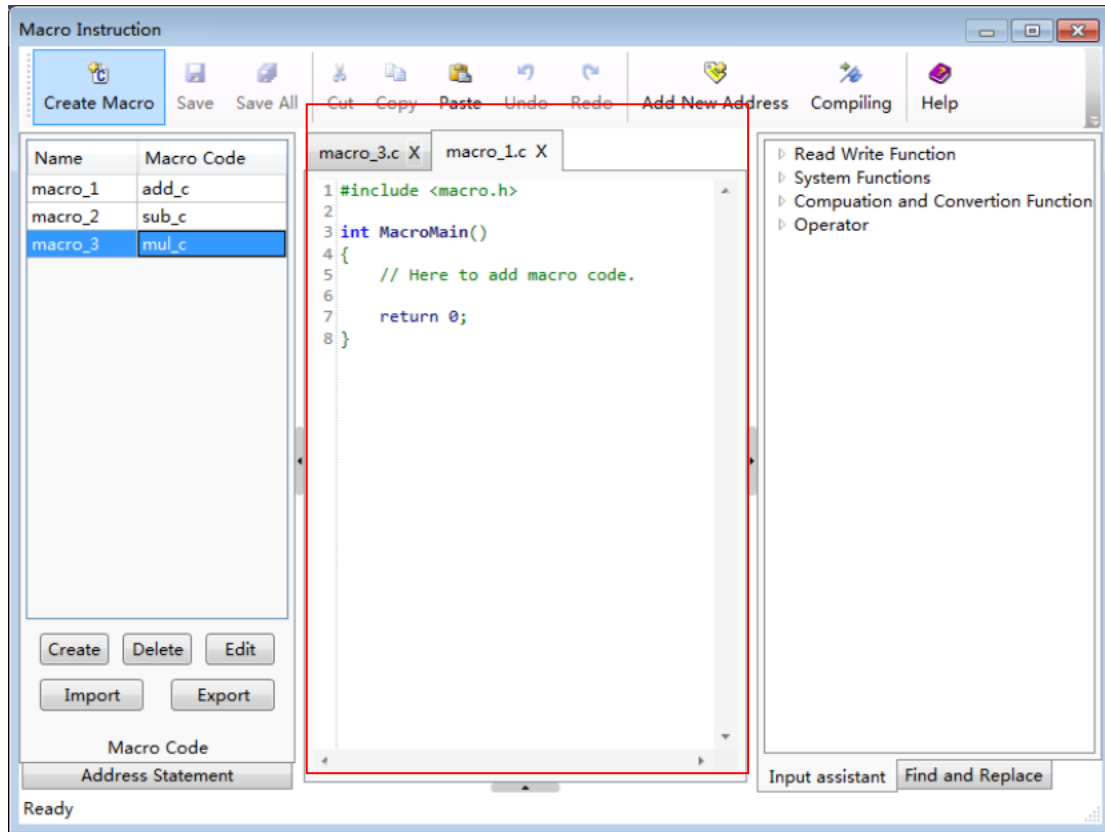 Macro Instruction
Create Macro Save Save All Cut Copy Paste Undo Redo Add New Address Compiling Help
Name Macro Code
macro_1 add_c
macro_2 sub_c
macro_3 mul_c
Create Delete Edit
Import Export
Macro Code
Address Statement
macro_3.c X macro_1.c X
1 #include <macro.h>
2
3 int MacroMain()
4 {
5 // Here to add macro code.
6
7 return 0;
8 }
Read Write Function
System Functions
Compuation and Convertion Function
Operator
Input assistant Find and Replace
Ready